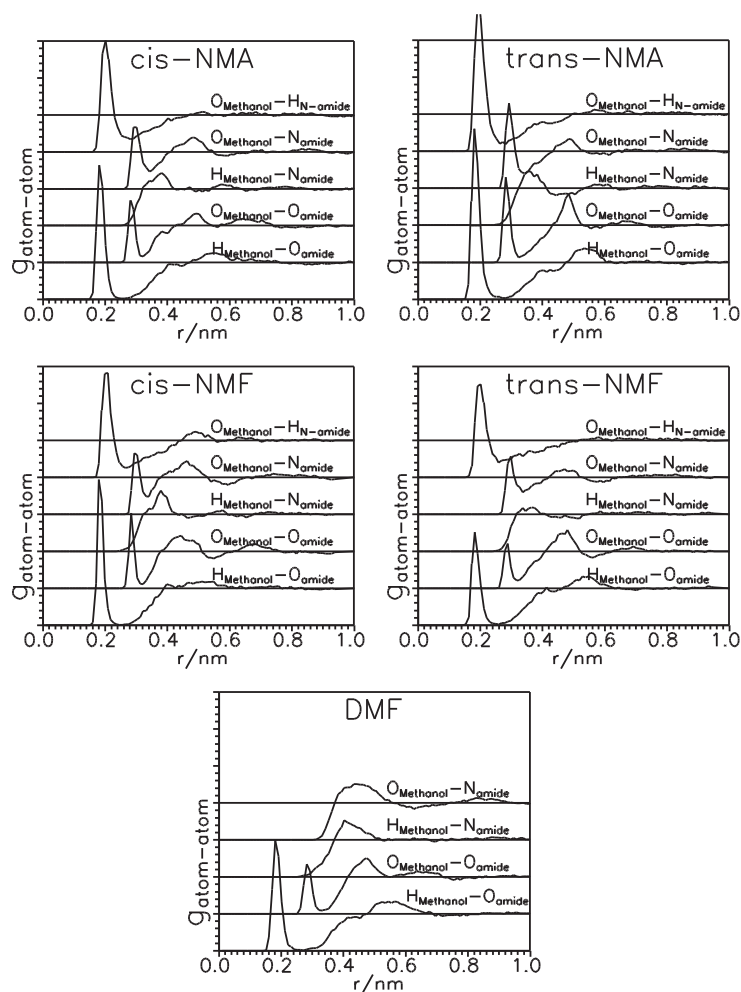 cis−NMA
O_Methanol−H_N−amide
O_Methanol−N_amide
H_Methanol−N_amide
O_Methanol−O_amide
H_Methanol−O_amide
g_atom−atom
0.0 0.2 0.4 0.6 0.8 1.0
r/nm
trans−NMA
O_Methanol−H_N−amide
O_Methanol−N_amide
H_Methanol−N_amide
O_Methanol−O_amide
H_Methanol−O_amide
g_atom−atom
0.0 0.2 0.4 0.6 0.8 1.0
r/nm
cis−NMF
O_Methanol−H_N−amide
O_Methanol−N_amide
H_Methanol−N_amide
O_Methanol−O_amide
H_Methanol−O_amide
g_atom−atom
0.0 0.2 0.4 0.6 0.8 1.0
r/nm
trans−NMF
O_Methanol−H_N−amide
O_Methanol−N_amide
H_Methanol−N_amide
O_Methanol−O_amide
H_Methanol−O_amide
g_atom−atom
0.0 0.2 0.4 0.6 0.8 1.0
r/nm
DMF
O_Methanol−N_amide
H_Methanol−N_amide
O_Methanol−O_amide
H_Methanol−O_amide
g_atom−atom
0.0 0.2 0.4 0.6 0.8 1.0
r/nm